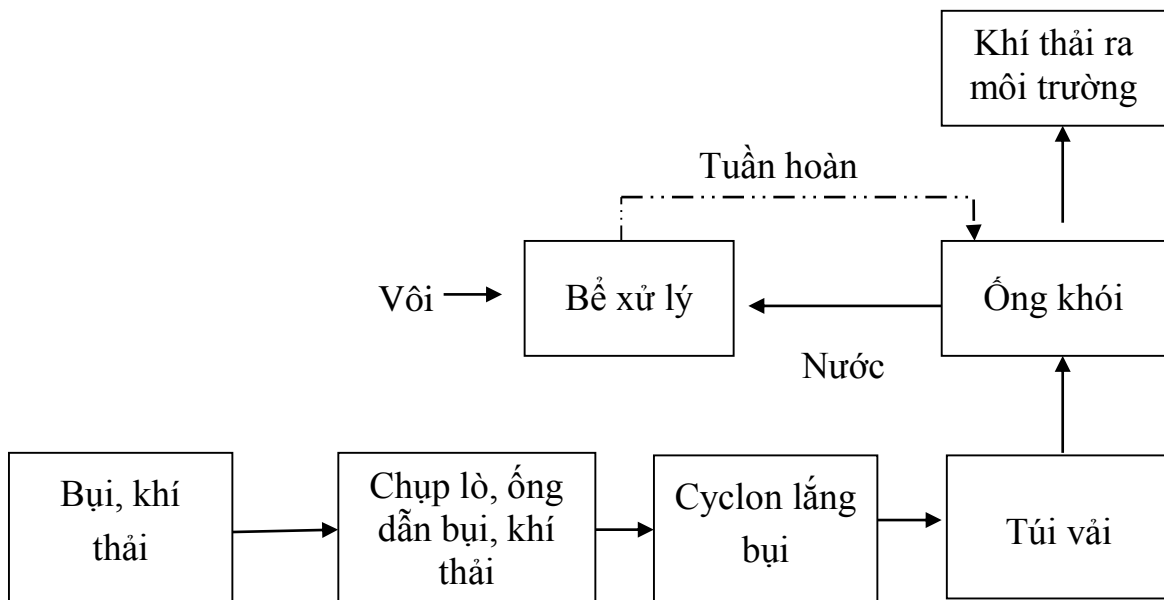 Khí thải ra
môi trường
Tuần hoàn
Vôi
Bể xử lý
Ống khói
Nước
Bụi, khí
thải
Chụp lò, ống
dẫn bụi, khí
thải
Cyclon lắng
bụi
Túi vải